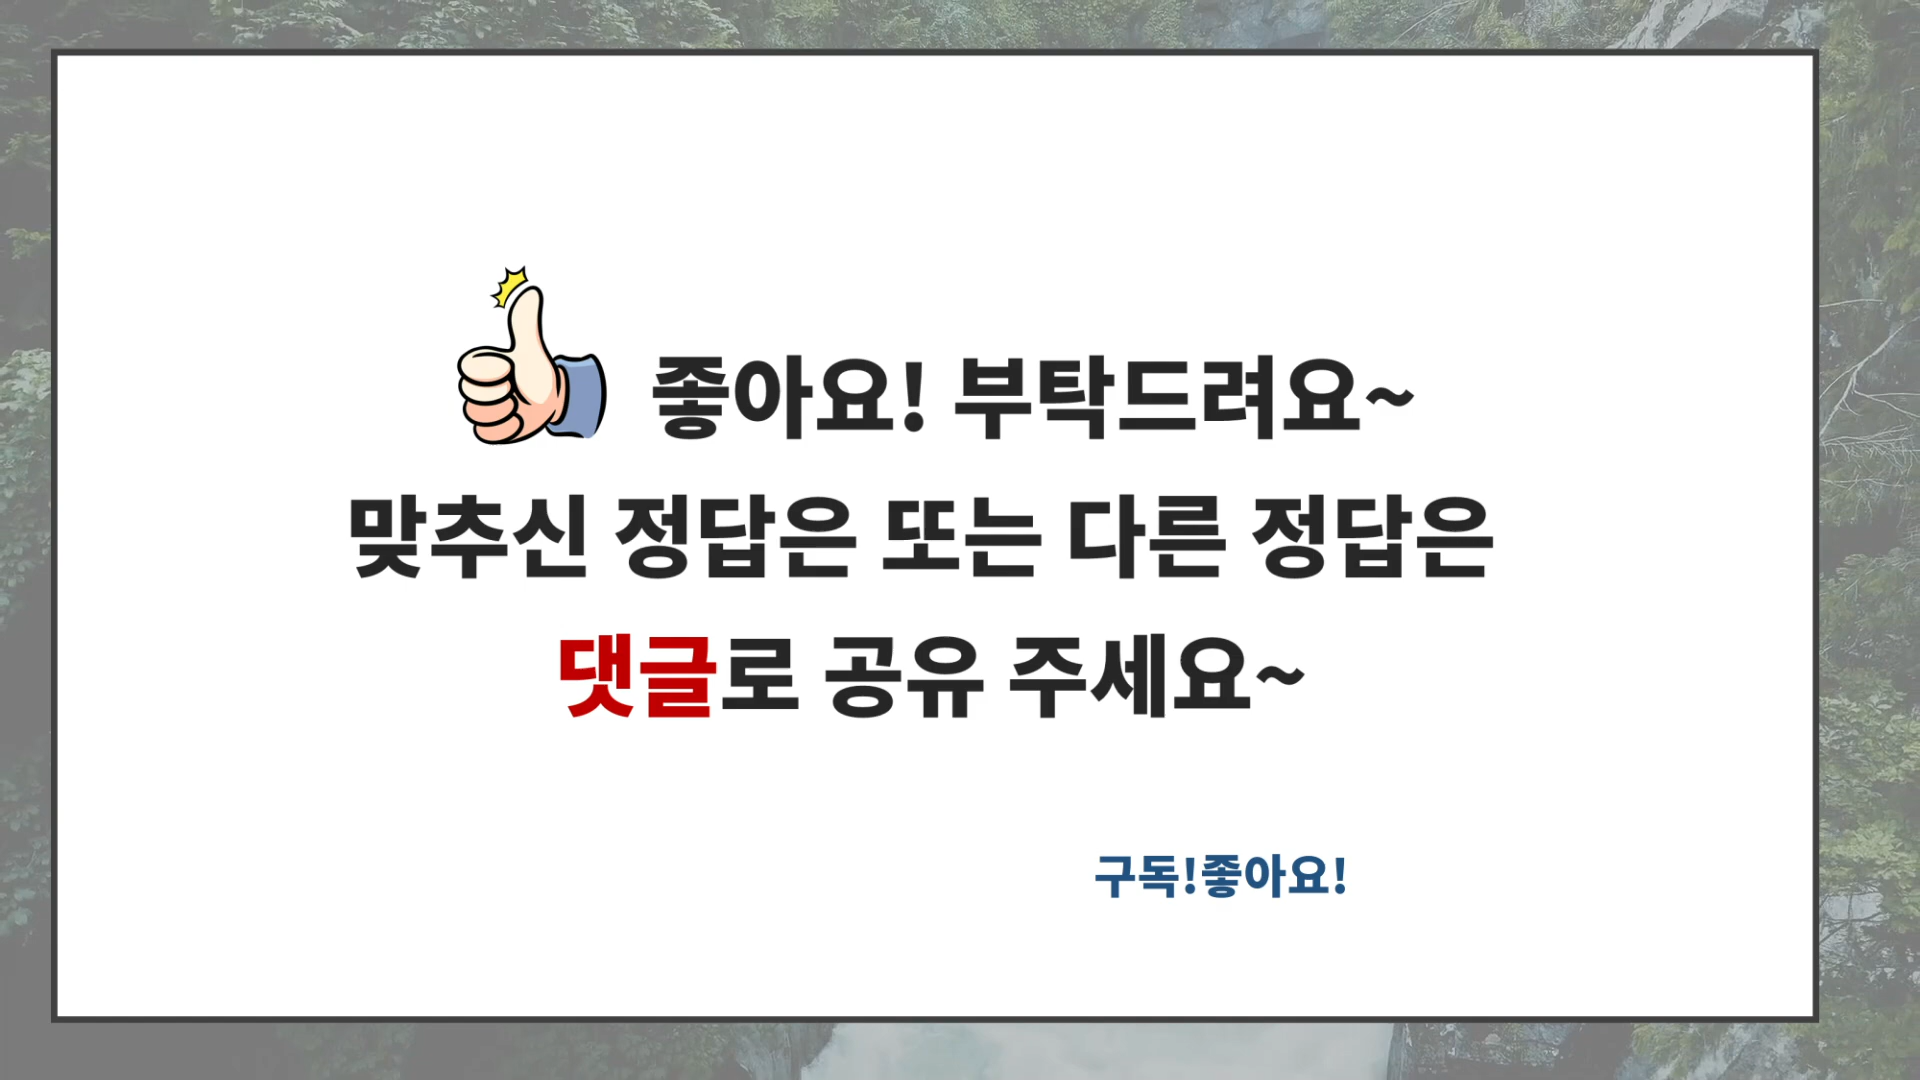 좋아요! 부탁드려요~
맞추신 정답은 또는 다른 정답은
댓글로 공유 주세요~
구독!좋아요!